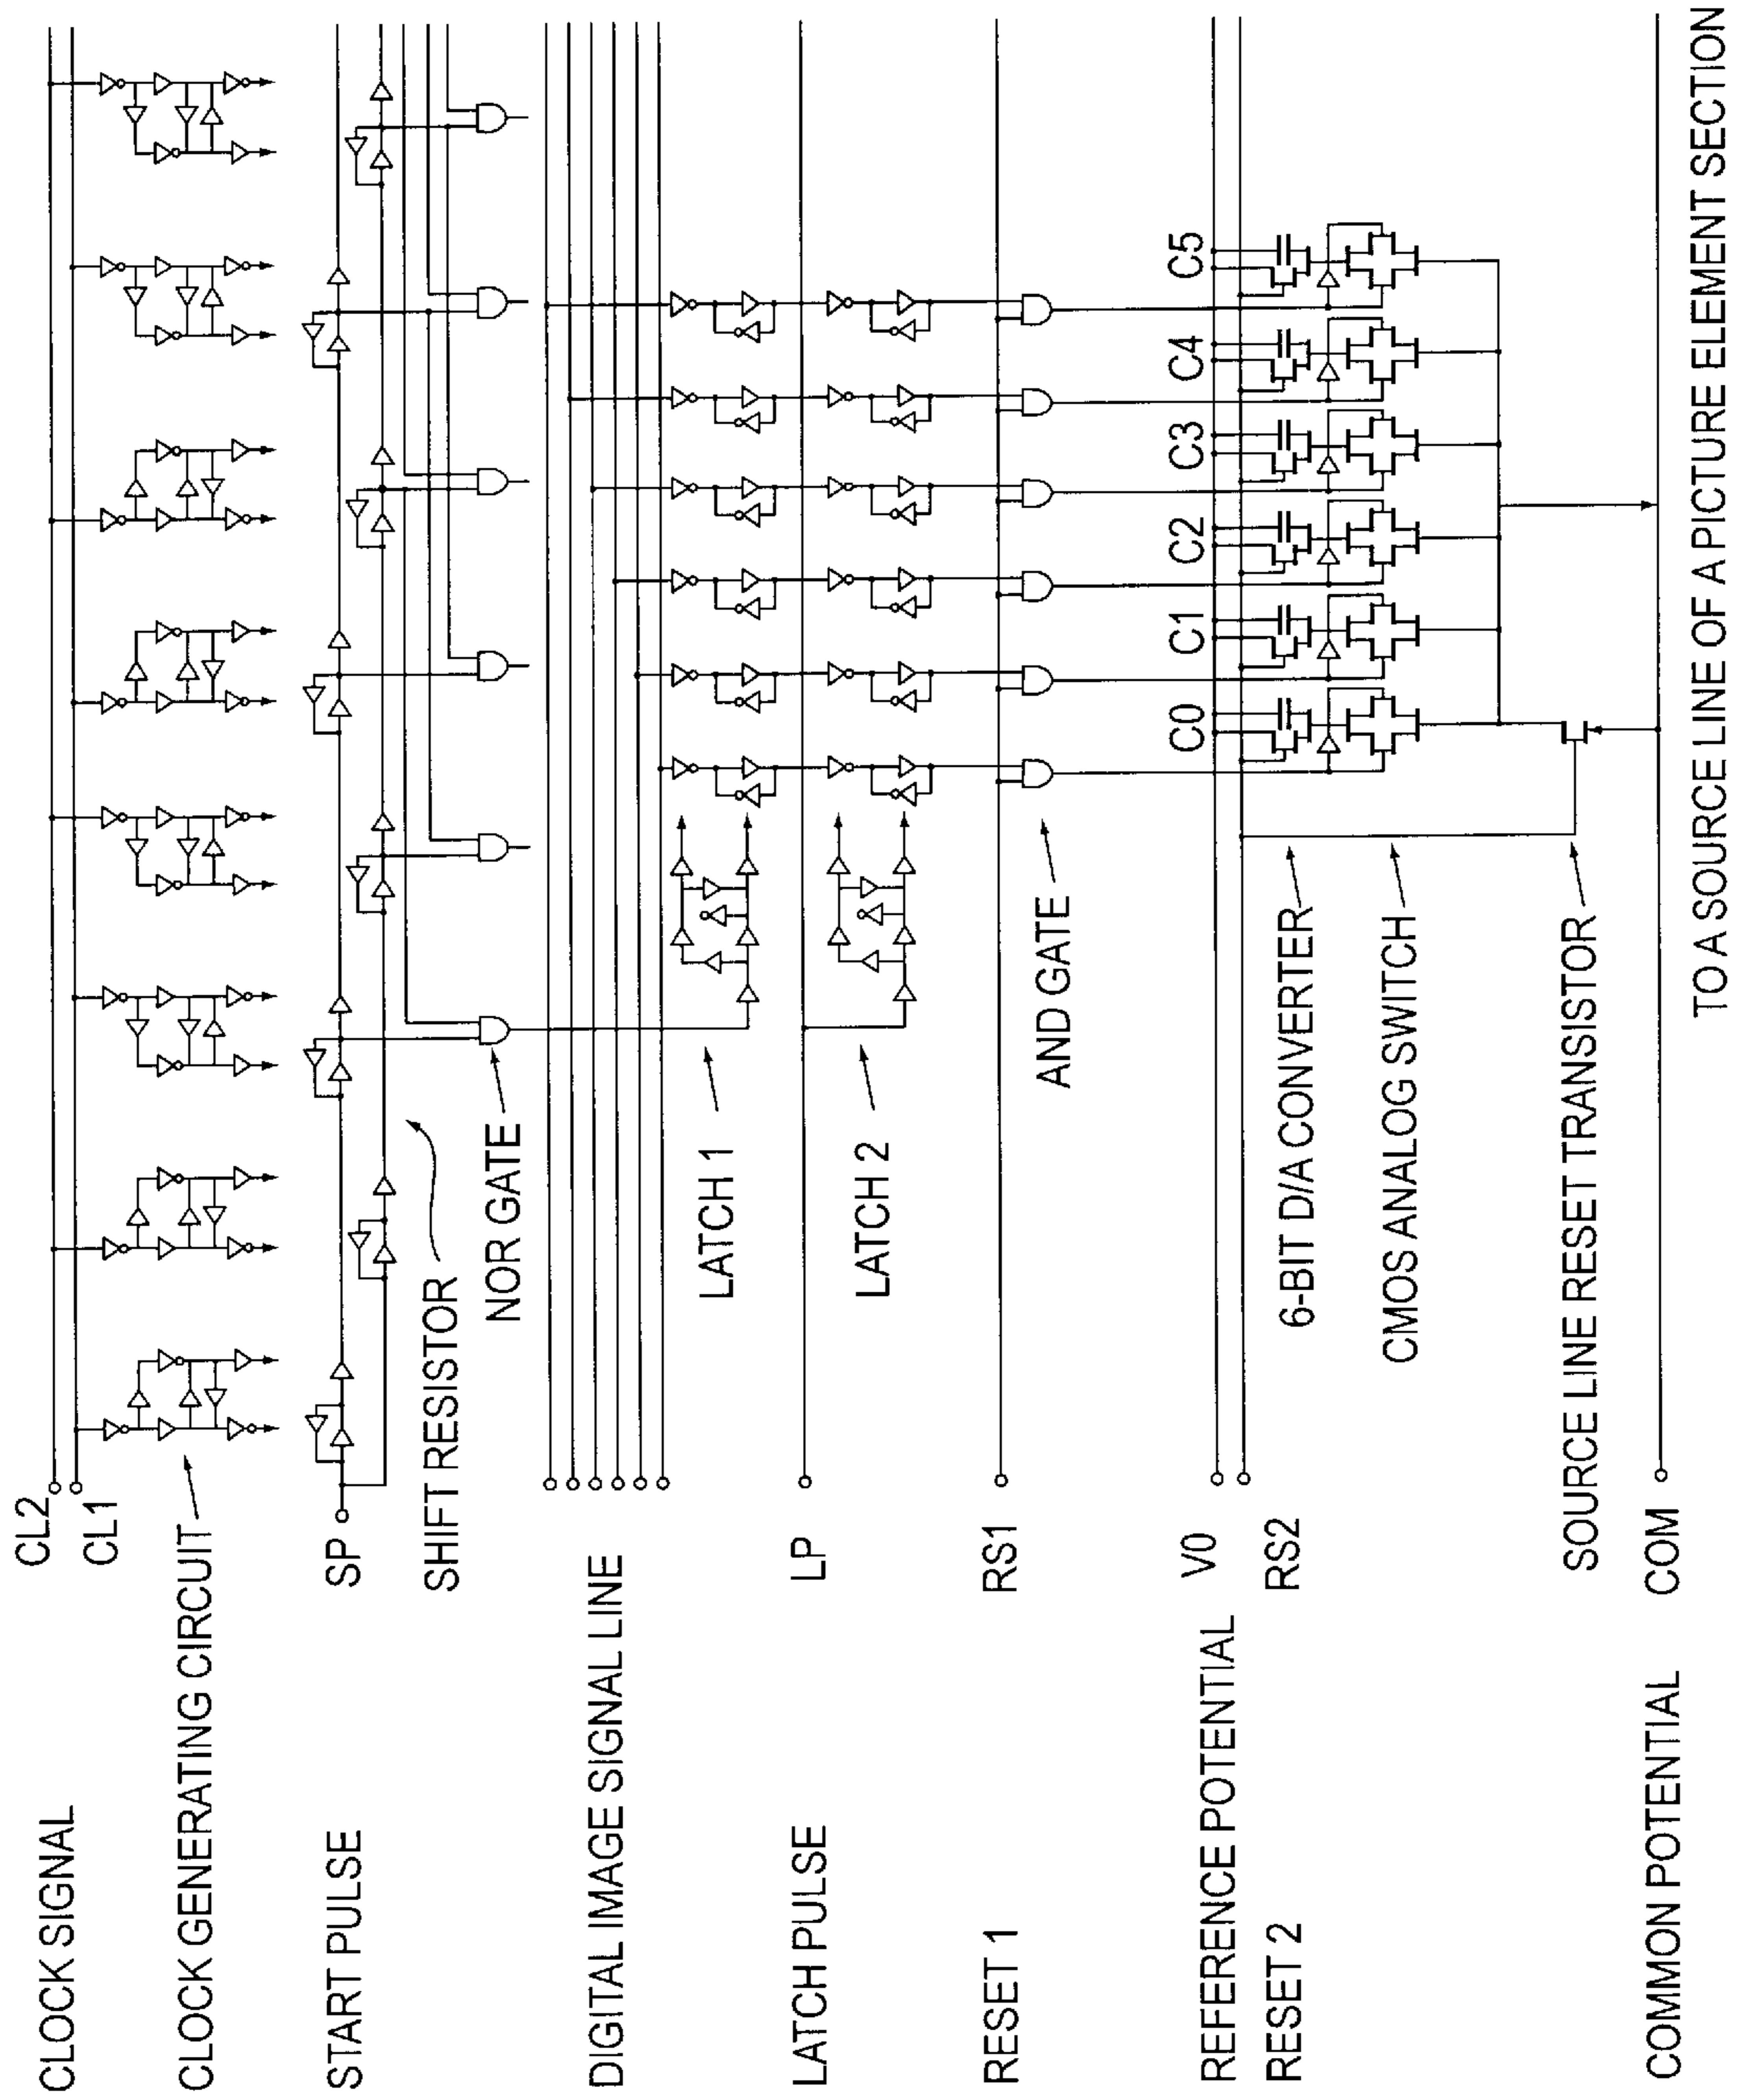 CLOCK SIGNAL CL2
CL1
CLOCK GENERATING CIRCUIT
START PULSE SP
SHIFT RESISTOR
NOR GATE
DIGITAL IMAGE SIGNAL LINE
LATCH 1
LATCH PULSE LP
LATCH 2
RESET 1 RS1
AND GATE
C0 C1 C2 C3 C4 C5
REFERENCE POTENTIAL V0
RESET 2 RS2
6-BIT D/A CONVERTER
CMOS ANALOG SWITCH
SOURCE LINE RESET TRANSISTOR
COMMON POTENTIAL COM
TO A SOURCE LINE OF A PICTURE ELEMENT SECTION